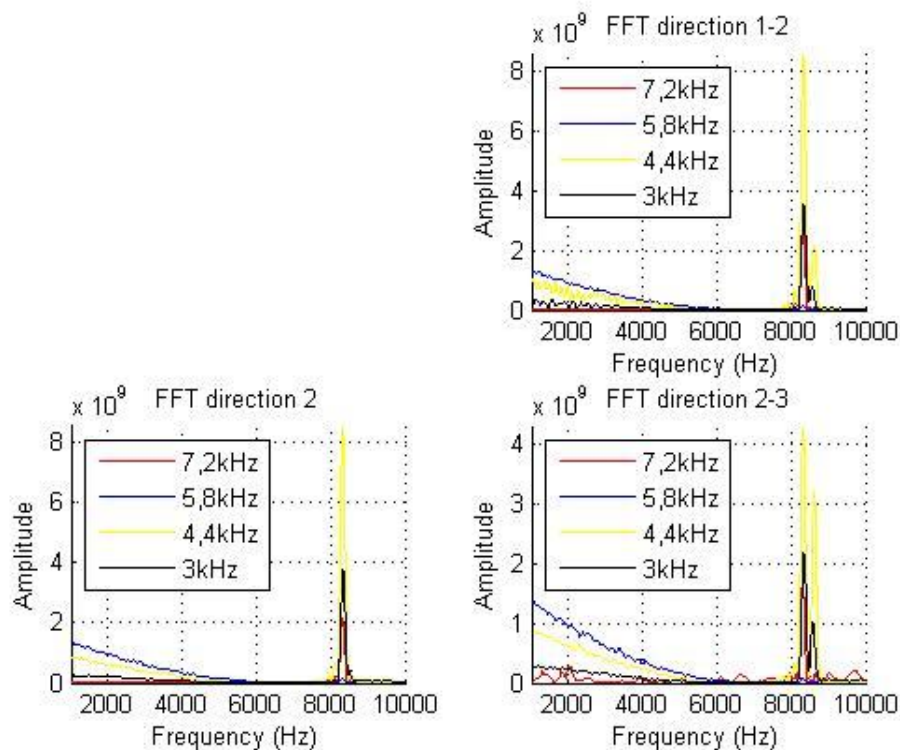 x 10^9 FFT direction 1-2
8
6
4
2
0
Amplitude
7,2kHz
5,8kHz
4,4kHz
3kHz
2000 4000 6000 8000 10000
Frequency (Hz)
x 10^9 FFT direction 2
8
6
4
2
0
Amplitude
7,2kHz
5,8kHz
4,4kHz
3kHz
2000 4000 6000 8000 10000
Frequency (Hz)
x 10^9 FFT direction 2-3
4
3
2
1
0
Amplitude
7,2kHz
5,8kHz
4,4kHz
3kHz
2000 4000 6000 8000 10000
Frequency (Hz)